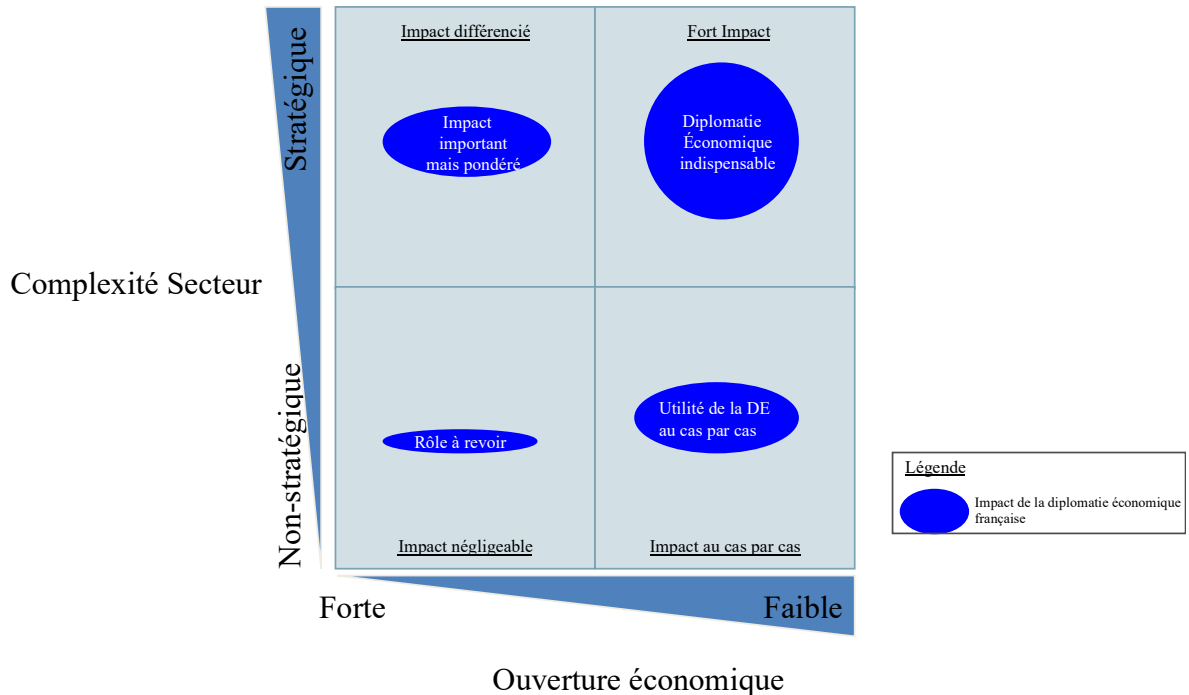 Impact différencié
Fort Impact
Stratégique
Impact
important
mais pondéré
Diplomatie
Économique
indispensable
Complexité Secteur
Non-stratégique
Rôle à revoir
Utilité de la DE
au cas par cas
Impact négligeable
Impact au cas par cas
Légende
Impact de la diplomatie économique
française
Forte
Faible
Ouverture économique